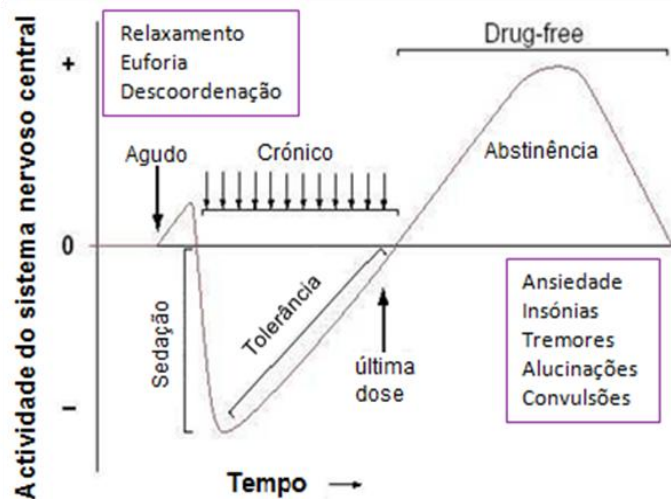 Actividade do sistema nervoso central
+
0
–
Relaxamento
Euforia
Descoordenação
Agudo
Crónico
Drug-free
Abstinência
Sedação
Tolerância
última
dose
Ansiedade
Insónias
Tremores
Alucinações
Convulsões
Tempo